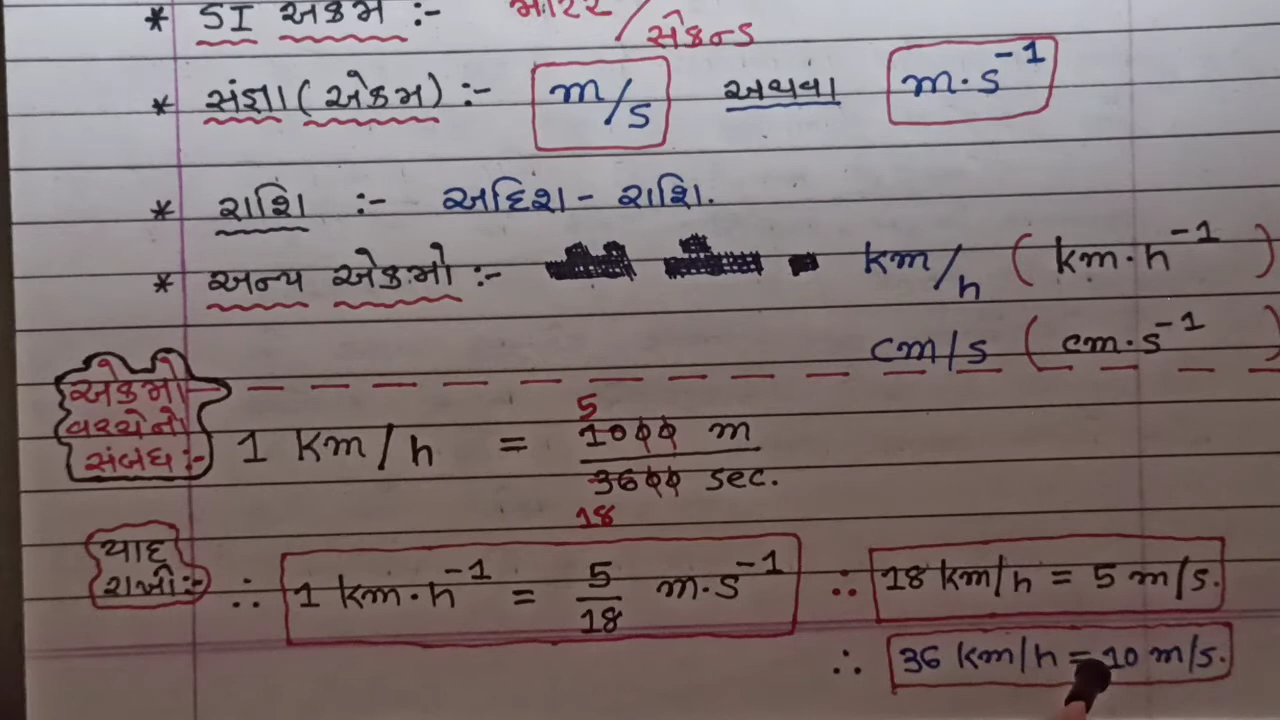 * SI એકમ :- મીટર / સેકન્ડ
* સંજ્ઞા (એકમ) :- m/s અથવા m·s⁻¹
* રાશિ :- અદિશ - રાશિ.
* અન્ય એકમો :- km/h ( km·h⁻¹ )
cm/s ( cm·s⁻¹ )
એકમો
વચ્ચેનો
સંબંધ :-
5
1 km/h = 1000 m / 3600 sec.
18
યાદ
રાખો :-
∴ 1 km·h⁻¹ = 5/18 m·s⁻¹ ∴ 18 km/h = 5 m/s.
∴ 36 km/h = 10 m/s.